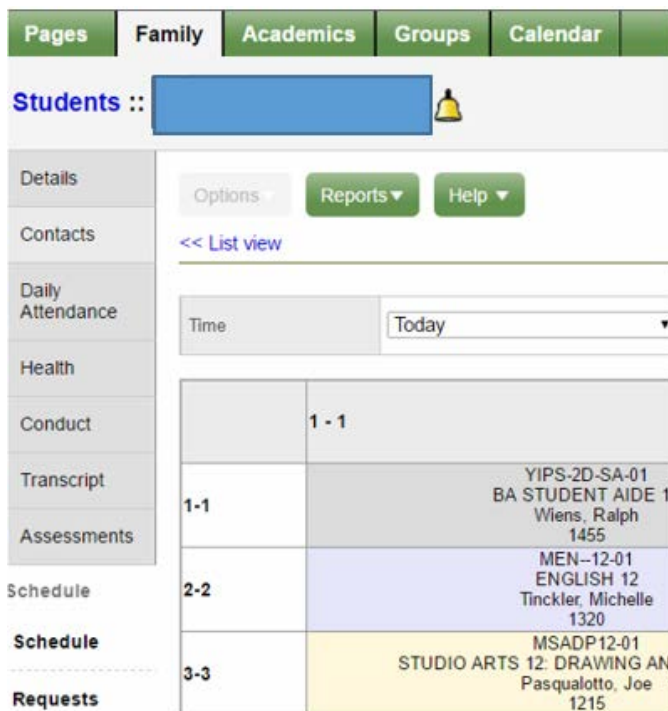 Pages Family Academics Groups Calendar
Students ::
Details
Contacts
Daily
Attendance
Health
Conduct
Transcript
Assessments
Schedule
Schedule
Requests
Options Reports Help
<< List view
Time Today
1 - 1
1-1
YIPS-2D-SA-01
BA STUDENT AIDE 1
Wiens, Ralph
1455
2-2
MEN--12-01
ENGLISH 12
Tinckler, Michelle
1320
3-3
MSADP12-01
STUDIO ARTS 12: DRAWING AN
Pasqualotto, Joe
1215